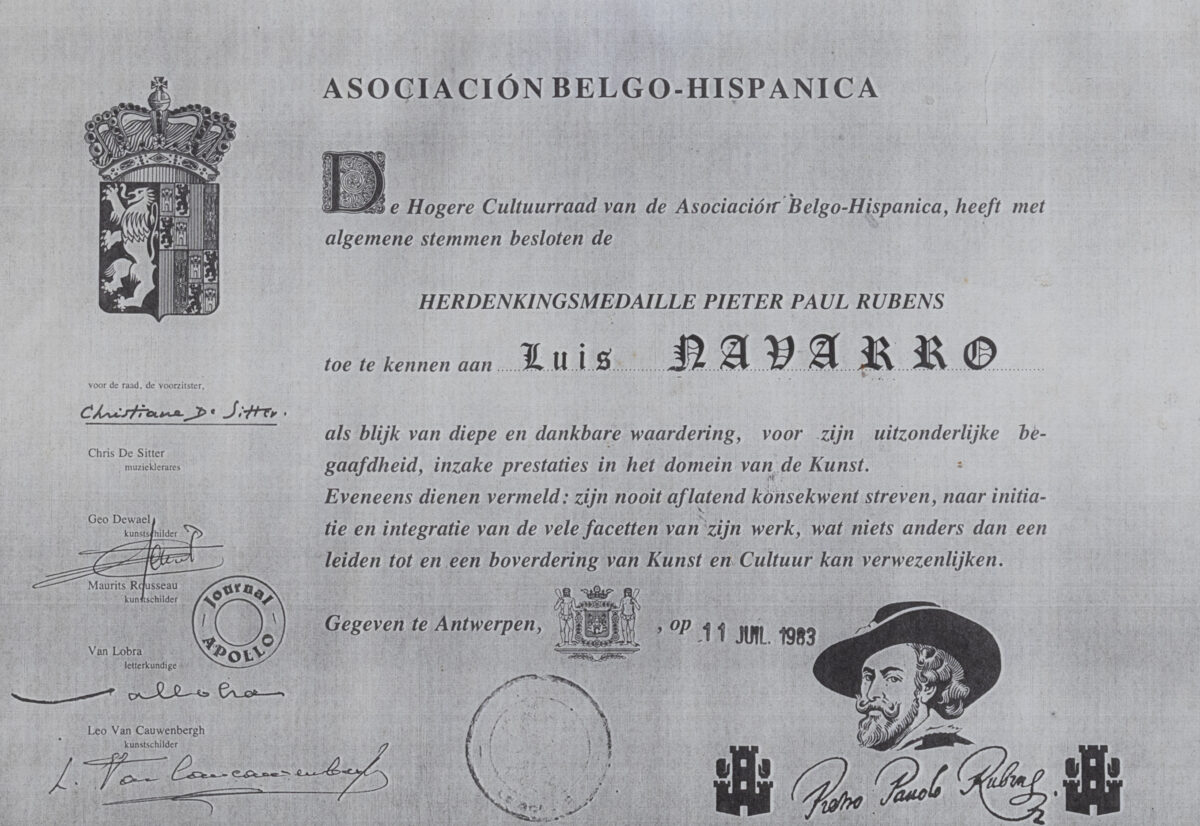 ASOCIACIÓN BELGO-HISPANICA
De Hogere Cultuurraad van de Asociación Belgo-Hispanica, heeft met
algemene stemmen besloten de
HERDENKINGSMEDAILLE PIETER PAUL RUBENS
toe te kennen aan Luis NAVARRO
als blijk van diepe en dankbare waardering, voor zijn uitzonderlijke be-
gaafdheid, inzake prestaties in het domein van de Kunst.
Eveneens dienen vermeld: zijn nooit aflatend konsekwent streven, naar initia-
tie en integratie van de vele facetten van zijn werk, wat niets anders dan een
leiden tot en een boverdering van Kunst en Cultuur kan verwezenlijken.
Gegeven te Antwerpen, , op 11 JUIL. 1983
voor de raad, de voorzitster,
Christiane De Sitter.
Chris De Sitter
muzieklerares
Geo Dewael
kunstschilder
Maurits Rousseau
kunstschilder
Journal
APOLLO
Van Lobra
letterkundige
Vallobra
Leo Van Cauwenbergh
kunstschilder
L. Van Cauwenbergh
Pietro Pauolo Rubens.